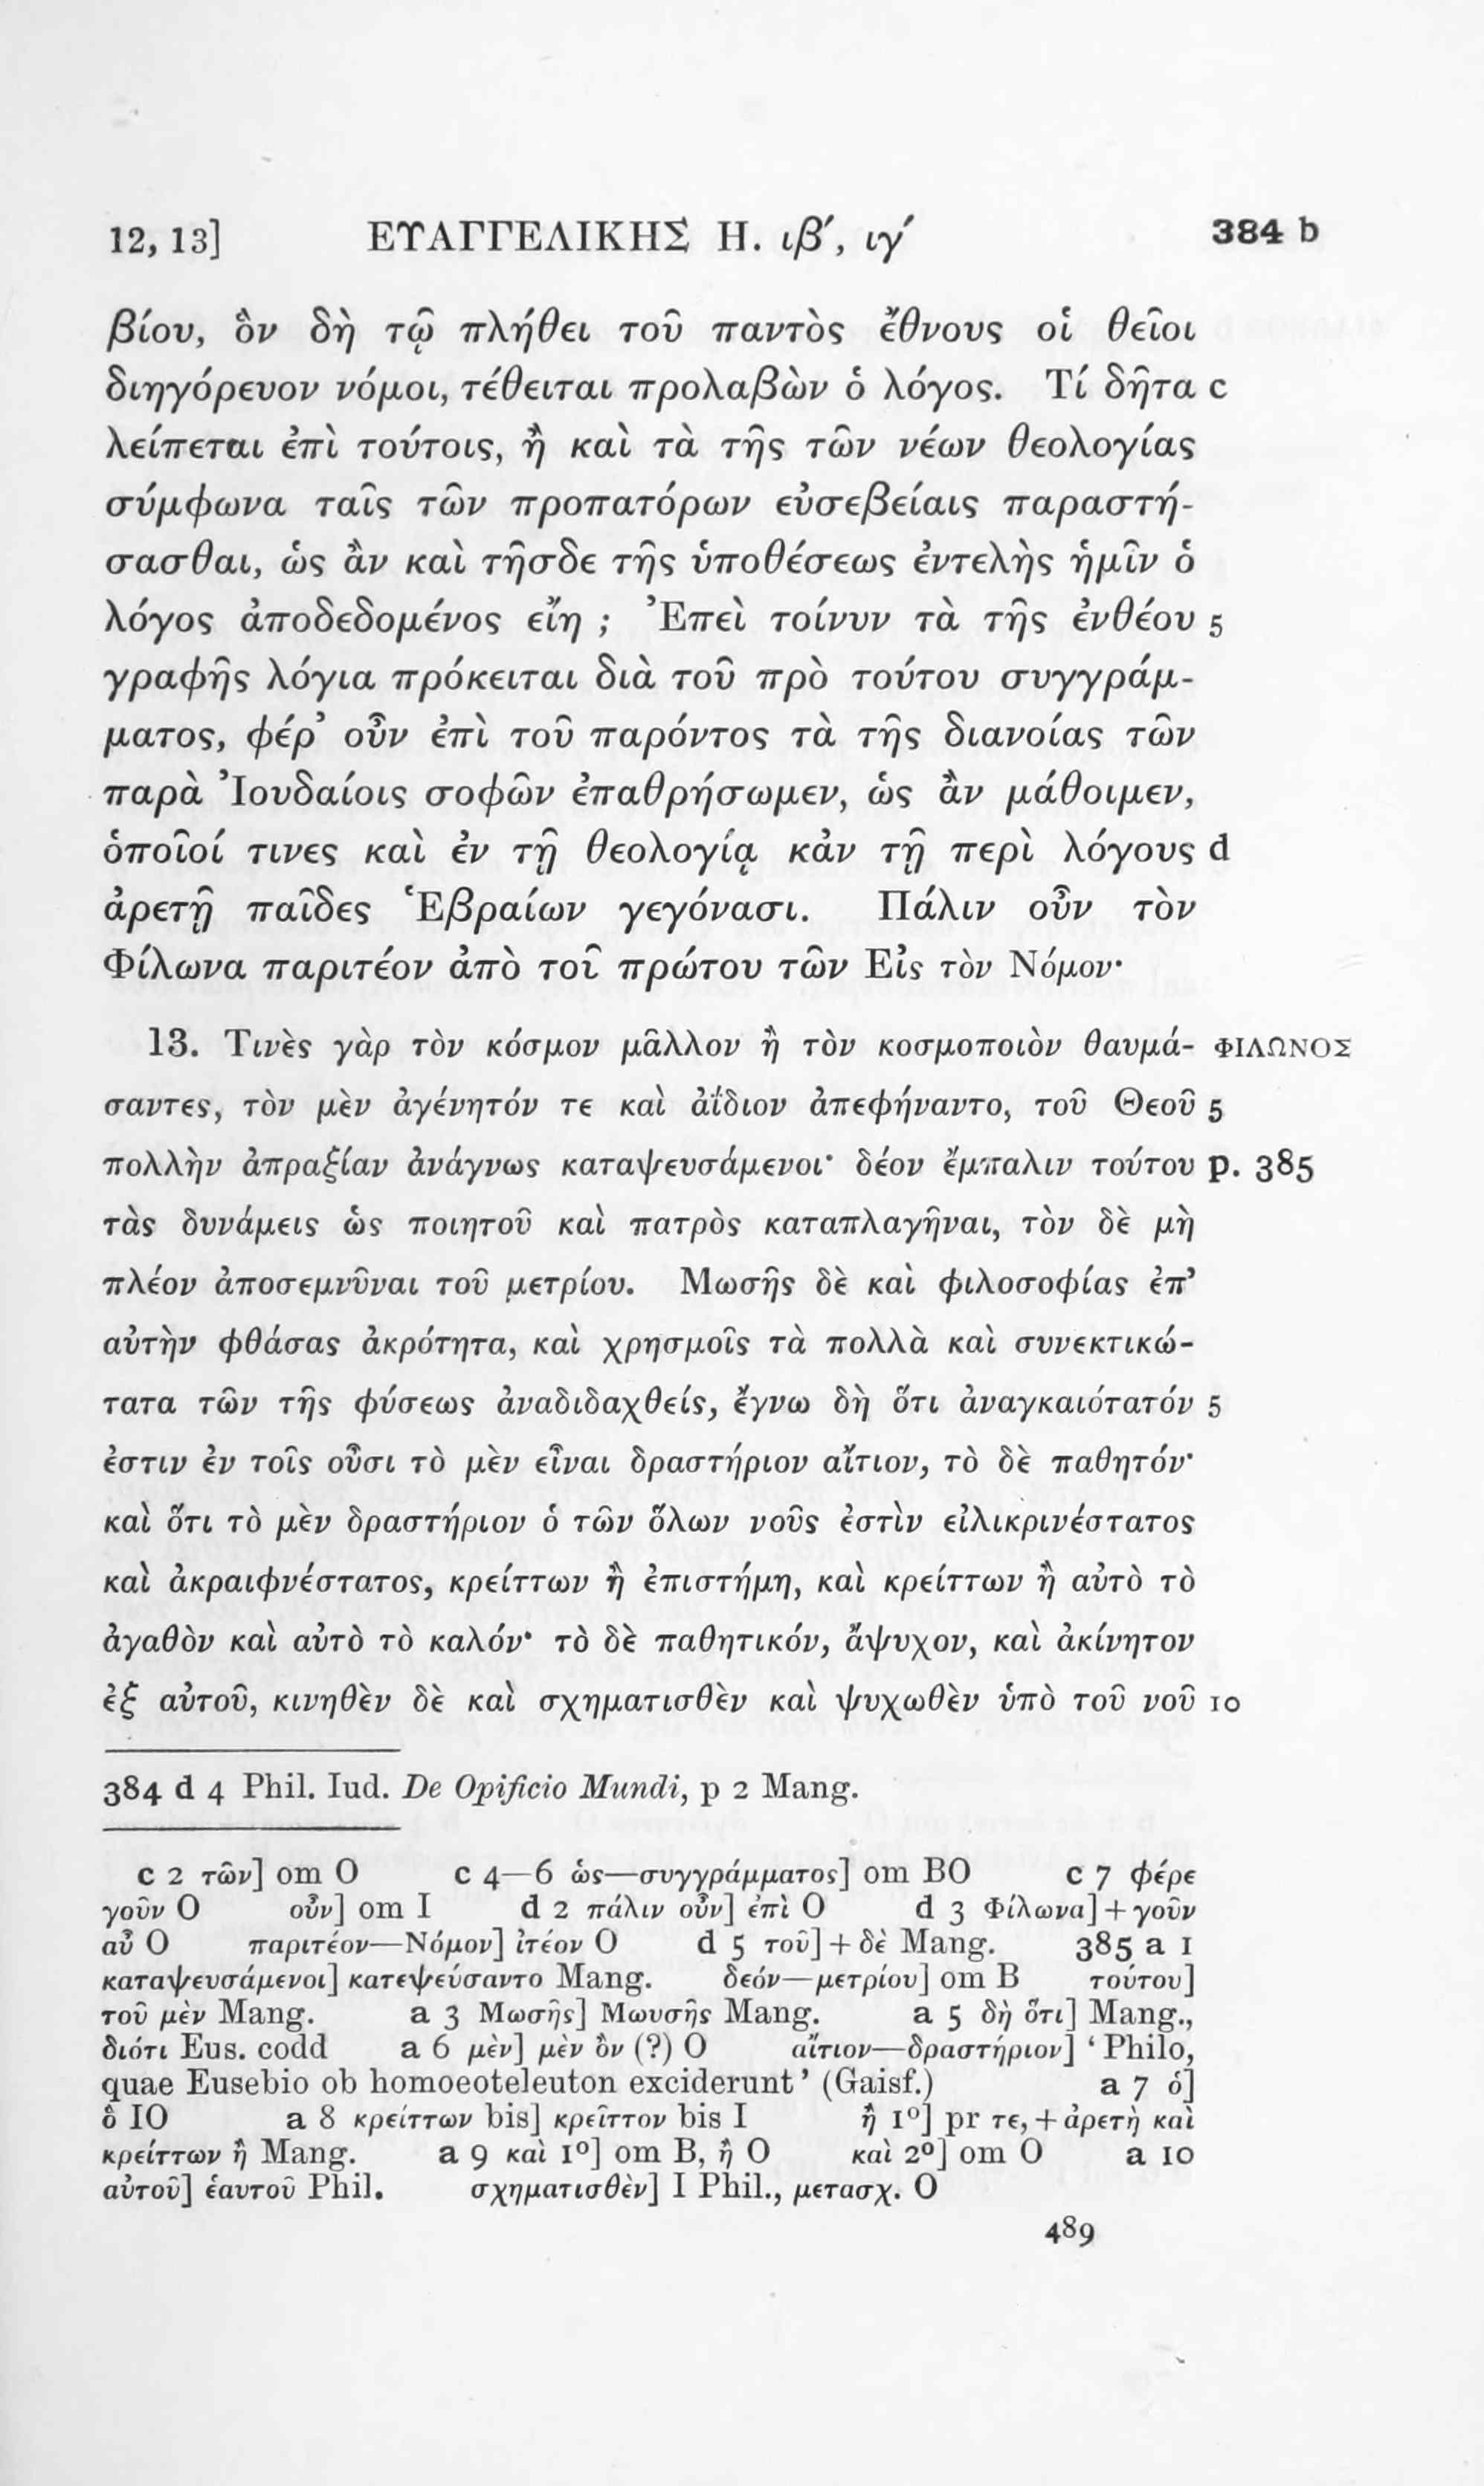 12, 13] ΕΥΑΓΓΕΛΙΚΗΣ Η. ιβ′, ιγ′ 384 b
βίου, ὃν δὴ τῷ πλήθει τοῦ παντὸς ἔθνους οἱ θεῖοι
διηγόρευον νόμοι, τέθειται προλαβὼν ὁ λόγος. Τί δῆτα c
λείπεται ἐπὶ τούτοις, ἢ καὶ τὰ τῆς τῶν νέων θεολογίας
σύμφωνα ταῖς τῶν προπατόρων εὐσεβείαις παραστή-
σασθαι, ὡς ἂν καὶ τῆσδε τῆς ὑποθέσεως ἐντελὴς ἡμῖν ὁ
λόγος ἀποδεδομένος εἴη ; Ἐπεὶ τοίνυν τὰ τῆς ἐνθέου 5
γραφῆς λόγια πρόκειται διὰ τοῦ πρὸ τούτου συγγράμ-
ματος, φέρ’ οὖν ἐπὶ τοῦ παρόντος τὰ τῆς διανοίας τῶν
παρὰ Ἰουδαίοις σοφῶν ἐπαθρήσωμεν, ὡς ἂν μάθοιμεν,
ὁποῖοί τινες καὶ ἐν τῇ θεολογίᾳ κἀν τῇ περὶ λόγους d
ἀρετῇ παῖδες Ἑβραίων γεγόνασι. Πάλιν οὖν τὸν
Φίλωνα παριτέον ἀπὸ τοῦ πρώτου τῶν Εἰς τὸν Νόμον·
13. Τινὲς γὰρ τὸν κόσμον μᾶλλον ἢ τὸν κοσμοποιὸν θαυμά- ΦΙΛΩΝΟΣ
σαντες, τὸν μὲν ἀγένητόν τε καὶ ἀΐδιον ἀπεφήναντο, τοῦ Θεοῦ 5
πολλὴν ἀπραξίαν ἀνάγνως καταψευσάμενοι· δέον ἔμπαλιν τούτου p. 385
τὰς δυνάμεις ὡς ποιητοῦ καὶ πατρὸς καταπλαγῆναι, τὸν δὲ μὴ
πλέον ἀποσεμνῦναι τοῦ μετρίου. Μωσῆς δὲ καὶ φιλοσοφίας ἐπ’
αὐτὴν φθάσας ἀκρότητα, καὶ χρησμοῖς τὰ πολλὰ καὶ συνεκτικώ-
τατα τῶν τῆς φύσεως ἀναδιδαχθείς, ἔγνω δὴ ὅτι ἀναγκαιότατόν 5
ἐστιν ἐν τοῖς οὖσι τὸ μὲν εἶναι δραστήριον αἴτιον, τὸ δὲ παθητόν·
καὶ ὅτι τὸ μὲν δραστήριον ὁ τῶν ὅλων νοῦς ἐστὶν εἰλικρινέστατος
καὶ ἀκραιφνέστατος, κρείττων ἢ ἐπιστήμη, καὶ κρείττων ἢ αὐτὸ τὸ
ἀγαθὸν καὶ αὐτὸ τὸ καλόν· τὸ δὲ παθητικόν, ἄψυχον, καὶ ἀκίνητον
ἐξ αὑτοῦ, κινηθὲν δὲ καὶ σχηματισθὲν καὶ ψυχωθὲν ὑπὸ τοῦ νοῦ 10
384 d 4 Phil. Iud. De Opificio Mundi, p 2 Mang.
c 2 τῶν] om O c 4—6 ὡς—συγγράμματος] om BO c 7 φέρε
γοῦν O οὖν] om I d 2 πάλιν οὖν] ἐπὶ O d 3 Φίλωνα] + γοῦν
αὖ O παριτέον—Νόμον] ἰτέον O d 5 τοῦ] + δὲ Mang. 385 a 1
καταψευσάμενοι] κατεψεύσαντο Mang. δεόν—μετρίου] om B τούτου]
τοῦ μὲν Mang. a 3 Μωσῆς] Μωυσῆς Mang. a 5 δὴ ὅτι] Mang.,
διότι Eus. codd a 6 μὲν] μὲν ὂν (?) O αἴτιον—δραστήριον] ‘ Philo,
quae Eusebio ob homoeoteleuton exciderunt ’ (Gaisf.) a 7 ὁ]
ὃ IO a 8 κρείττων bis] κρεῖττον bis I ἢ 1º] pr τε, + ἀρετὴ καὶ
κρείττων ἢ Mang. a 9 καὶ 1º] om B, ἢ O καὶ 2º] om O a 10
αὑτοῦ] ἑαυτοῦ Phil. σχηματισθὲν] I Phil., μετασχ. O
489